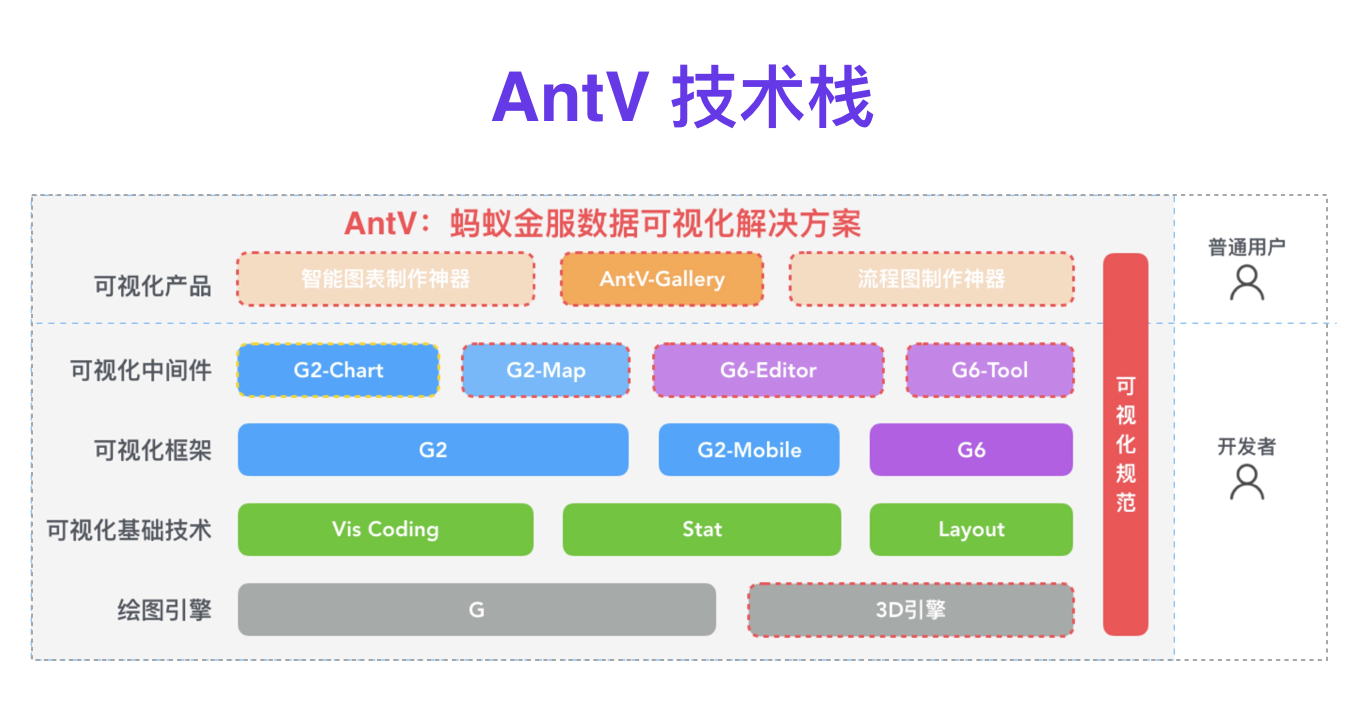 AntV 技术栈
AntV：蚂蚁金服数据可视化解决方案
普通用户
可视化产品
智能图表制作神器
AntV-Gallery
流程图制作神器
可视化中间件
G2-Chart
G2-Map
G6-Editor
G6-Tool
可视化规范
可视化框架
G2
G2-Mobile
G6
开发者
可视化基础技术
Vis Coding
Stat
Layout
绘图引擎
G
3D引擎